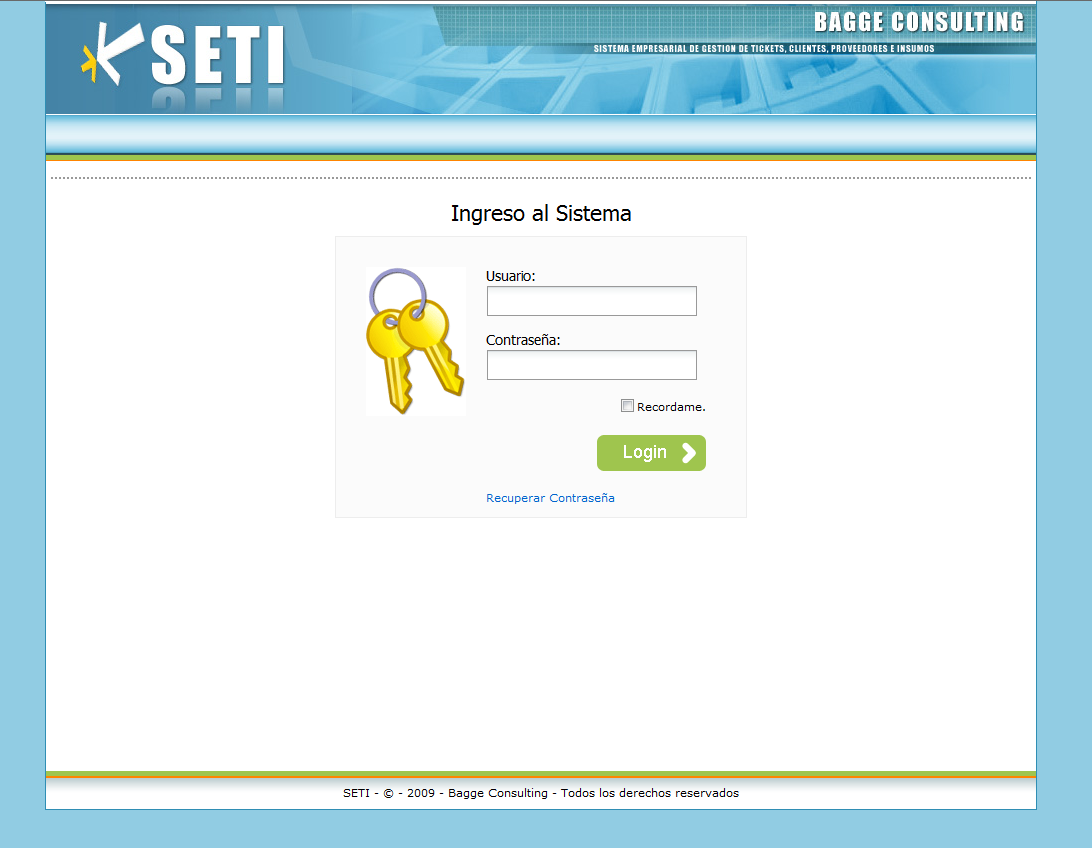 SETI
BAGGE CONSULTING
SISTEMA EMPRESARIAL DE GESTION DE TICKETS, CLIENTES, PROVEEDORES E INSUMOS
Ingreso al Sistema
Usuario:
Contraseña:
Recordame.
Login
Recuperar Contraseña
SETI - © - 2009 - Bagge Consulting - Todos los derechos reservados